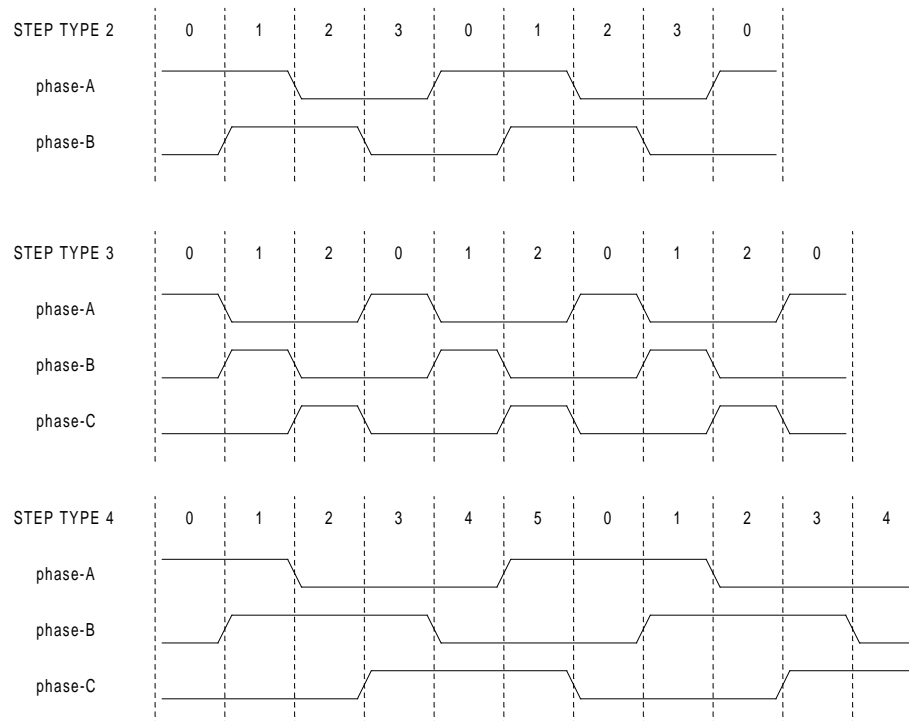 STEP TYPE 2 0 1 2 3 0 1 2 3 0
phase-A
phase-B
STEP TYPE 3 0 1 2 0 1 2 0 1 2 0
phase-A
phase-B
phase-C
STEP TYPE 4 0 1 2 3 4 5 0 1 2 3 4
phase-A
phase-B
phase-C